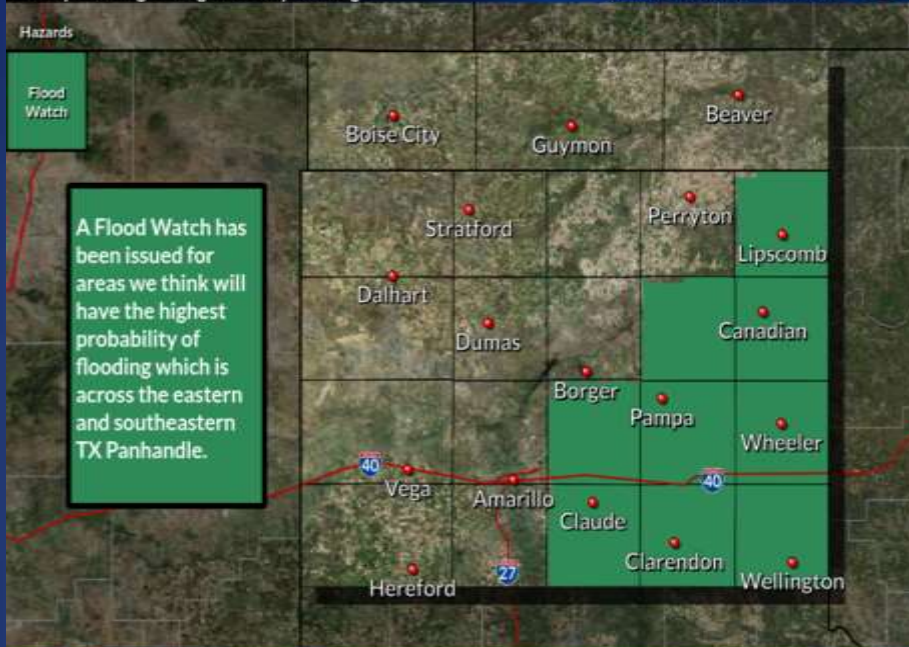 Hazards
Flood
Watch
A Flood Watch has
been issued for
areas we think will
have the highest
probability of
flooding which is
across the eastern
and southeastern
TX Panhandle.
Boise City
Guymon
Beaver
Stratford
Perryton
Lipscomb
Dalhart
Dumas
Canadian
Borger
Pampa
Wheeler
40
Vega
Amarillo
40
Claude
Clarendon
Hereford
27
Wellington